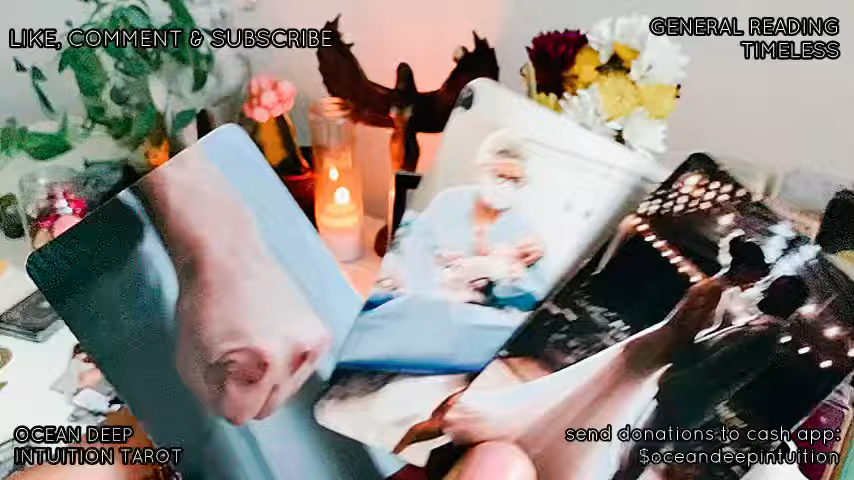 LIKE, COMMENT & SUBSCRIBE
GENERAL READING
TIMELESS
OCEAN DEEP
INTUITION TAROT
send donations to cash app:
$oceandeepintuition